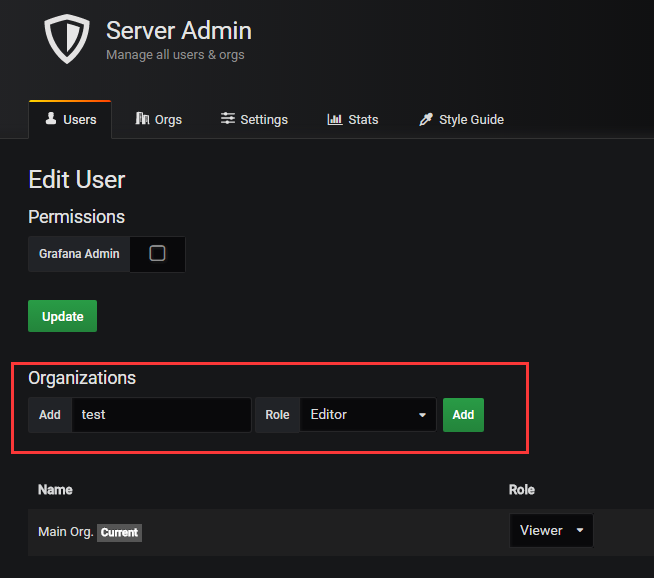 Server Admin
Manage all users & orgs
Users Orgs Settings Stats Style Guide
Edit User
Permissions
Grafana Admin
Update
Organizations
Add test Role Editor Add
Name Role
Main Org. Current Viewer